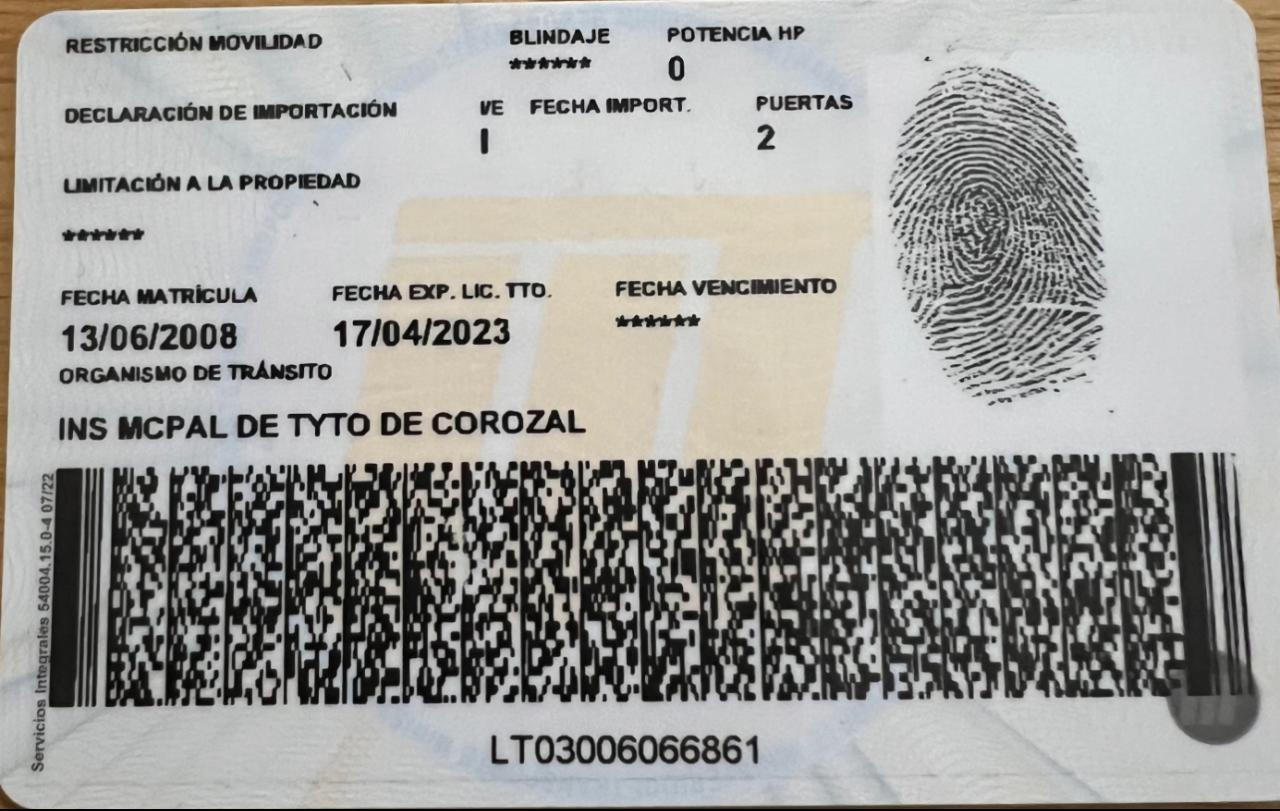 RESTRICCIÓN MOVILIDAD BLINDAJE POTENCIA HP
****** 0
DECLARACIÓN DE IMPORTACIÓN I/E FECHA IMPORT. PUERTAS
I 2
LIMITACIÓN A LA PROPIEDAD
******
FECHA MATRÍCULA FECHA EXP. LIC. TTO. FECHA VENCIMIENTO
13/06/2008 17/04/2023 ******
ORGANISMO DE TRÁNSITO
INS MCPAL DE TYTO DE COROZAL
Servicios Integrales 54004.15.0-4 07/22
LT03006066861